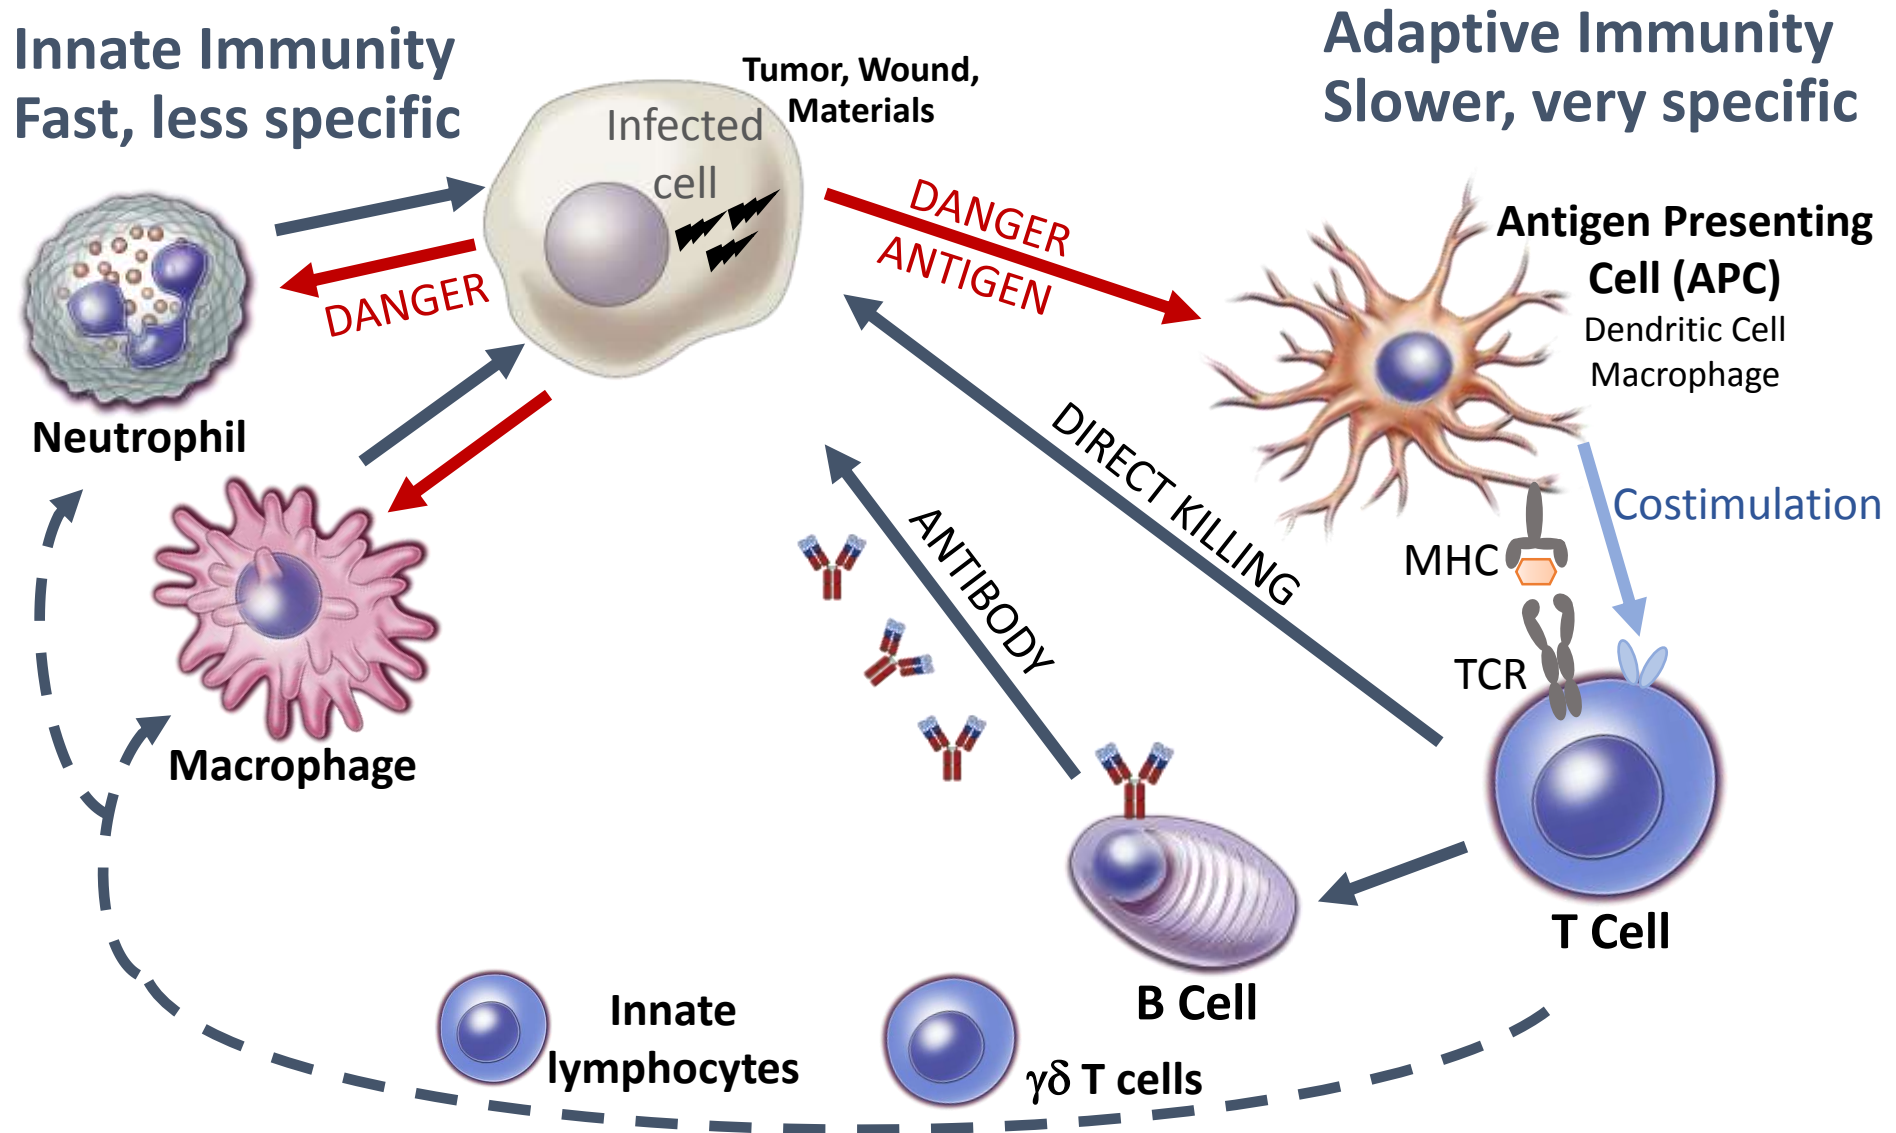 Innate Immunity
Fast, less specific
Adaptive Immunity
Slower, very specific
Tumor, Wound,
Materials
Infected
cell
DANGER
DANGER
ANTIGEN
Antigen Presenting
Cell (APC)
Dendritic Cell
Macrophage
Neutrophil
Costimulation
MHC
TCR
DIRECT KILLING
ANTIBODY
Macrophage
T Cell
B Cell
Innate
lymphocytes
γδ T cells